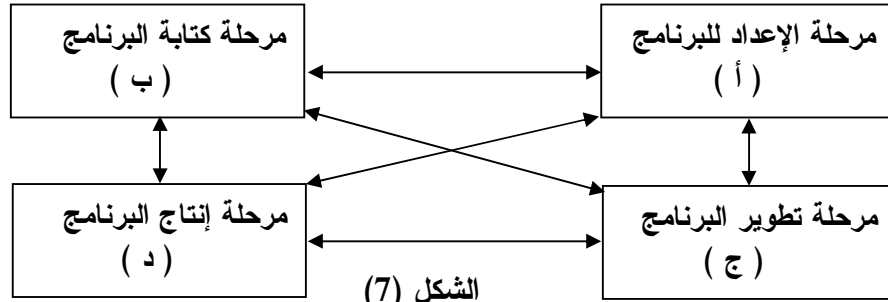 مرحلة الإعداد للبرنامج
( أ )
مرحلة كتابة البرنامج
( ب )
مرحلة تطوير البرنامج
( ج )
مرحلة إنتاج البرنامج
( د )
الشكل (7)